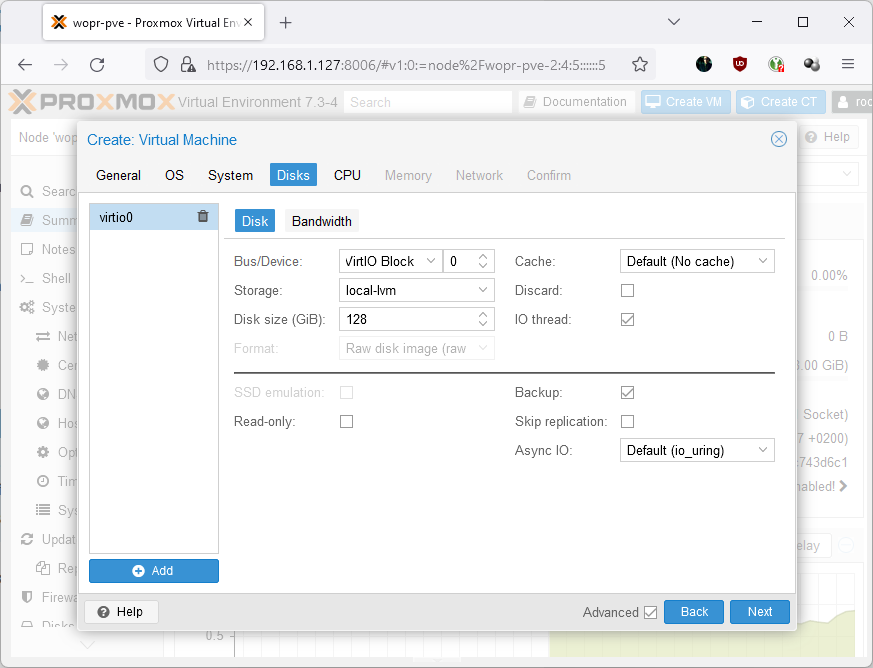 wopr-pve - Proxmox Virtual Env
https://192.168.1.127:8006/#v1:0:=node%2Fwopr-pve-2:4:5::::::5
PROXMOX Virtual Environment 7.3-4 Search Documentation Create VM Create CT roo
Node 'wop Help
Create: Virtual Machine
General OS System Disks CPU Memory Network Confirm
Searc
Summ
Notes
Shell
Syste
Net
Cer
DN
Hos
Opt
Tim
Sys
Updat
Rep
Firewa
Disks
virtio0
Add
Disk Bandwidth
Bus/Device: VirtIO Block 0 Cache: Default (No cache)
Storage: local-lvm Discard:
Disk size (GiB): 128 IO thread:
Format: Raw disk image (raw
SSD emulation: Backup:
Read-only: Skip replication:
Async IO: Default (io_uring)
0.00%
0 B
.00 GiB)
Socket)
7 +0200)
:743d6c1
nabled!
elay
Help Advanced Back Next
0.5